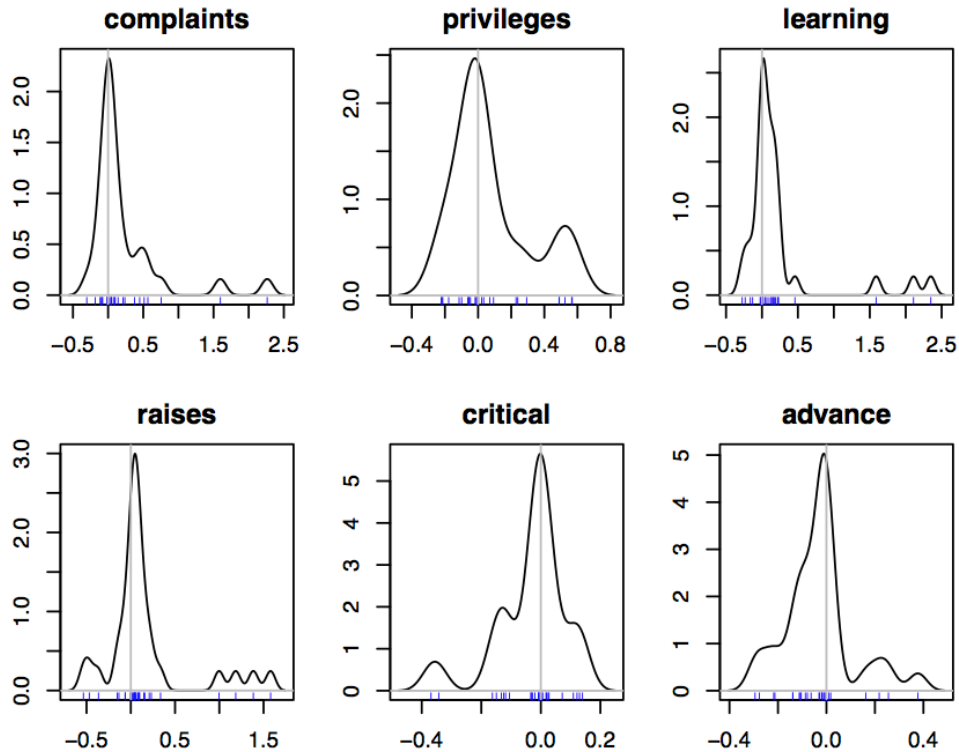 complaints
0.0 0.5 1.0 1.5 2.0
−0.5 0.5 1.5 2.5
privileges
0.0 1.0 2.0
−0.4 0.0 0.4 0.8
learning
0.0 1.0 2.0
−0.5 0.5 1.5 2.5
raises
0.0 1.0 2.0 3.0
−0.5 0.5 1.5
critical
0 1 2 3 4 5
−0.4 0.0 0.2
advance
0 1 2 3 4 5
−0.4 0.0 0.4